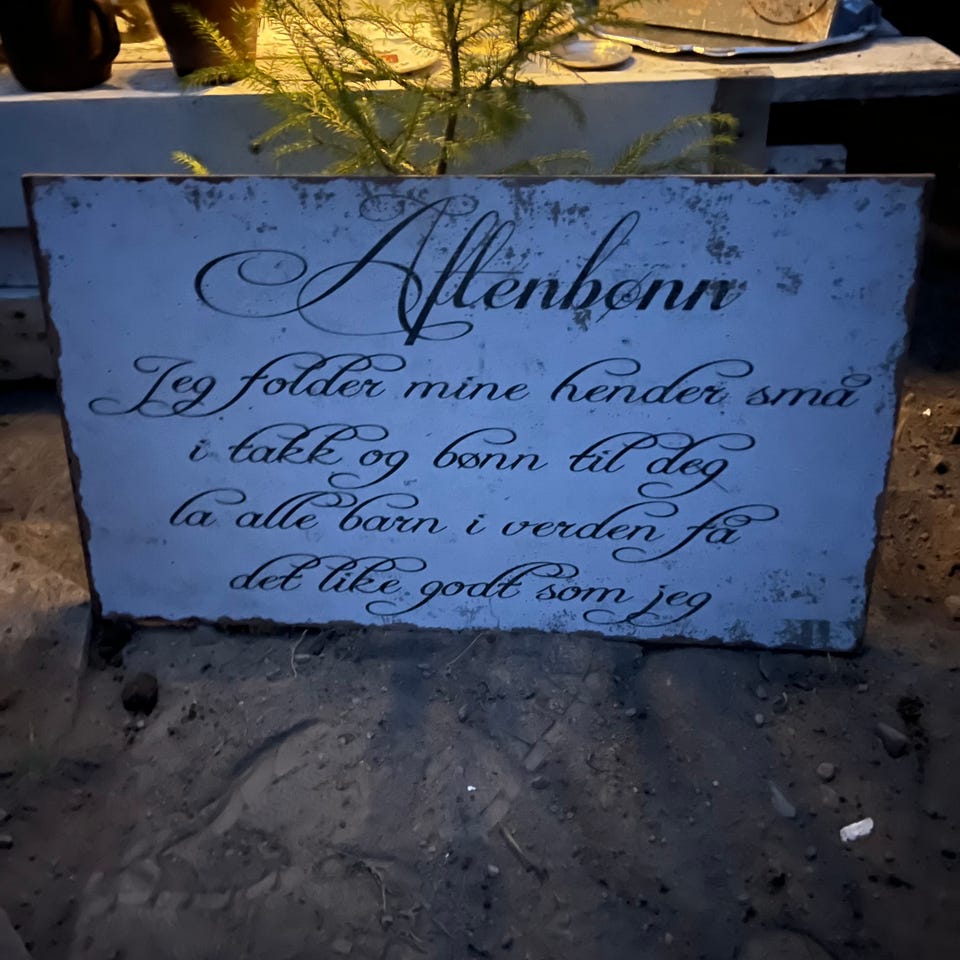 Aftenbønn
Jeg folder mine hender små
i takk og bønn til deg
la alle barn i verden få
det like godt som jeg